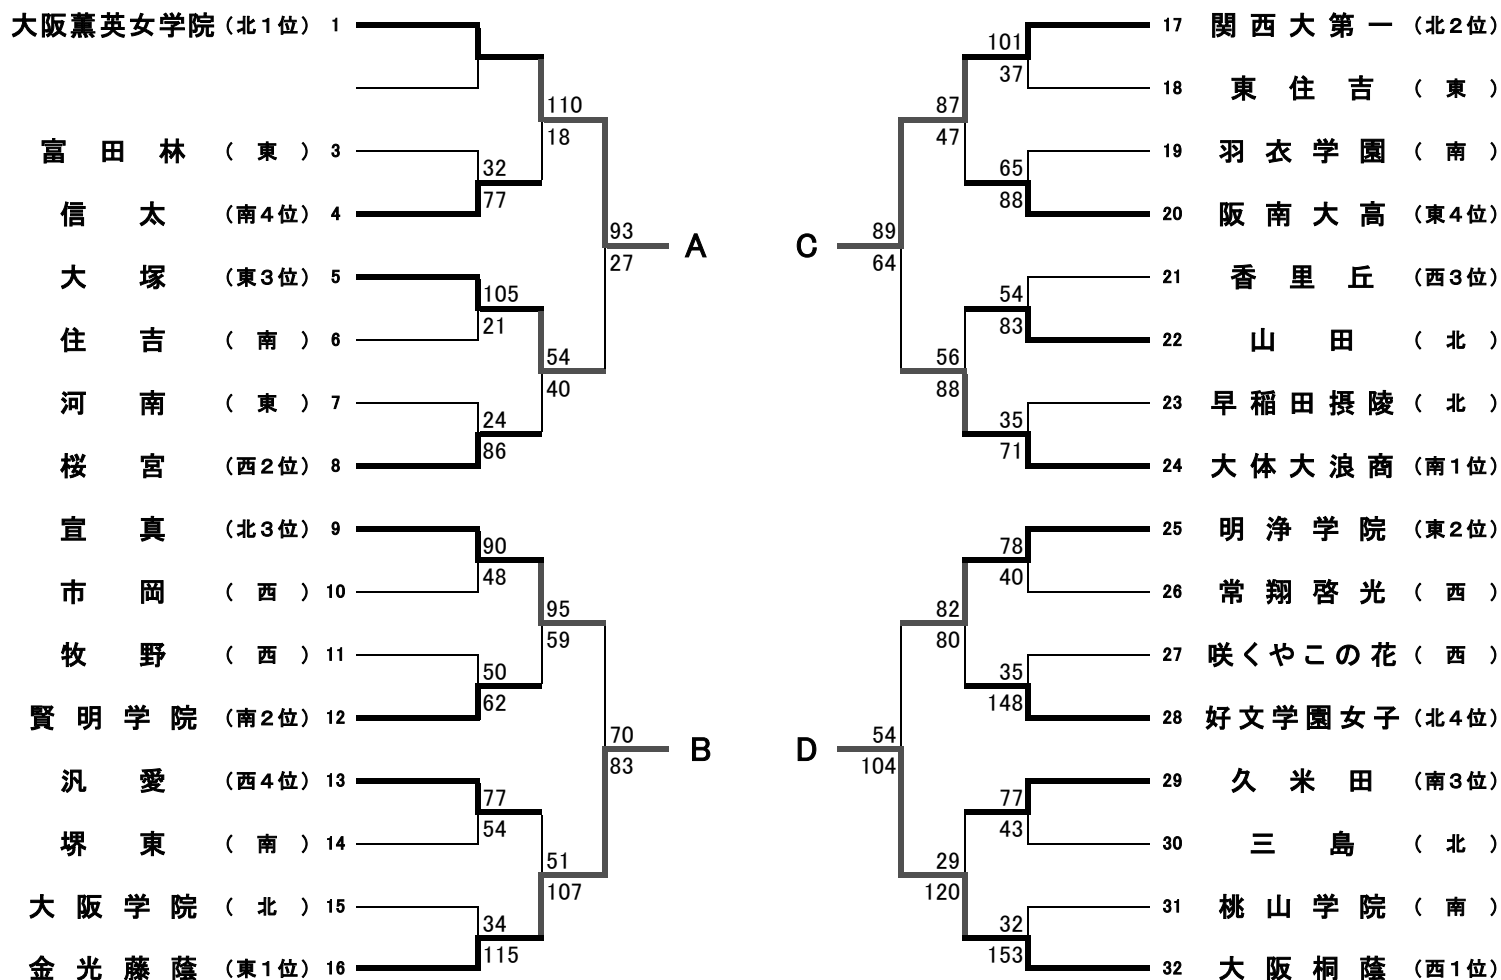 大阪薫英女学院 (北1位) 1
富田林 (東) 3
信太 (南4位) 4
大塚 (東3位) 5
住吉 (南) 6
河南 (東) 7
桜宮 (西2位) 8
宣真 (北3位) 9
市岡 (西) 10
牧野 (西) 11
賢明学院 (南2位) 12
汎愛 (西4位) 13
堺東 (南) 14
大阪学院 (北) 15
金光藤蔭 (東1位) 16
32
77
105
21
24
86
90
48
50
62
77
54
34
115
110
18
54
40
95
59
51
107
93
27
70
83
A
B
C
D
89
64
54
104
87
47
56
88
82
80
29
120
101
37
65
88
54
83
35
71
78
40
35
148
77
43
32
153
17 関西大第一 (北2位)
18 東住吉 (東)
19 羽衣学園 (南)
20 阪南大高 (東4位)
21 香里丘 (西3位)
22 山田 (北)
23 早稲田摂陵 (北)
24 大体大浪商 (南1位)
25 明浄学院 (東2位)
26 常翔啓光 (西)
27 咲くやこの花 (西)
28 好文学園女子 (北4位)
29 久米田 (南3位)
30 三島 (北)
31 桃山学院 (南)
32 大阪桐蔭 (西1位)